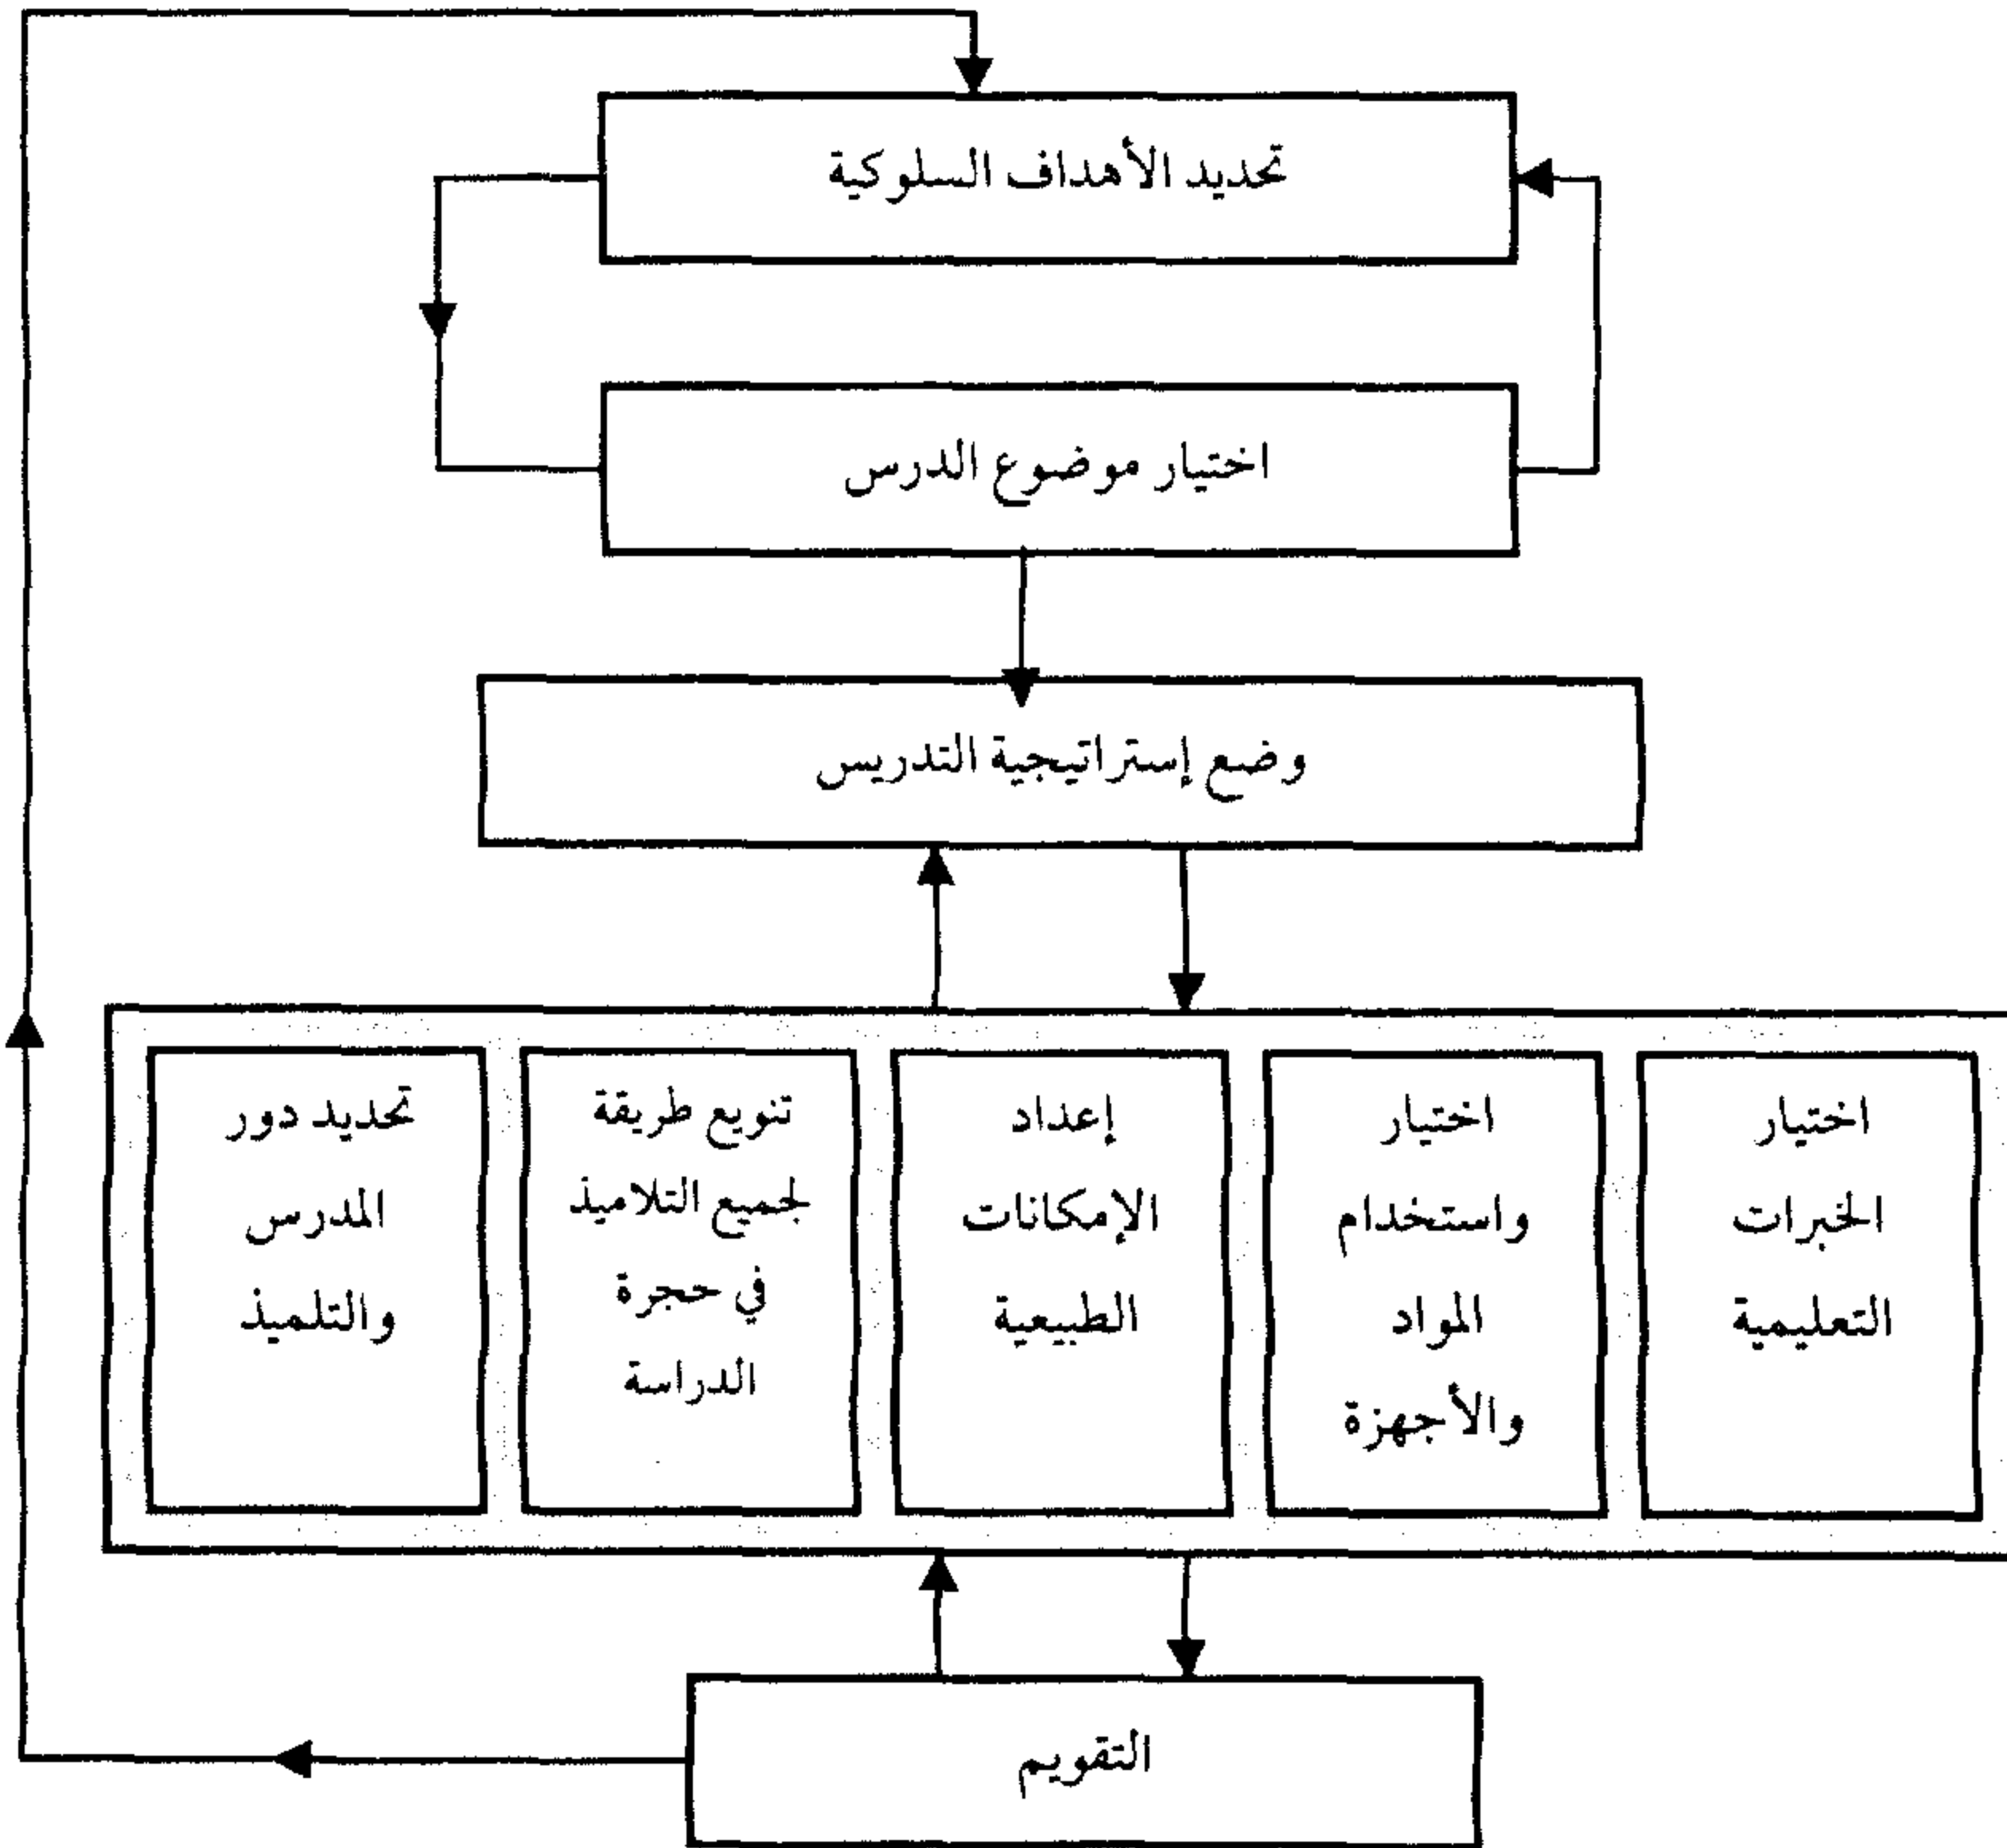 تحديد الأهداف السلوكية
اختيار موضوع الدرس
وضع إستراتيجية التدريس
اختيار
الخبرات
التعليمية
اختيار
واستخدام
المواد
والأجهزة
إعداد
الإمكانات
الطبيعية
تنويع طريقة
لجميع التلاميذ
في حجرة
الدراسة
تحديد دور
المدرس
والتلميذ
التقويم